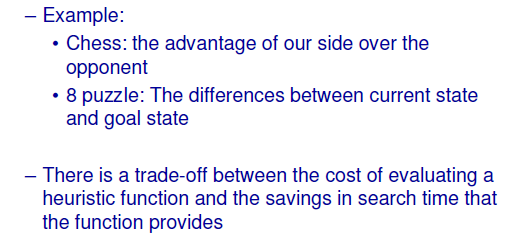 – Example:
• Chess: the advantage of our side over the
opponent
• 8 puzzle: The differences between current state
and goal state
– There is a trade-off between the cost of evaluating a
heuristic function and the savings in search time that
the function provides